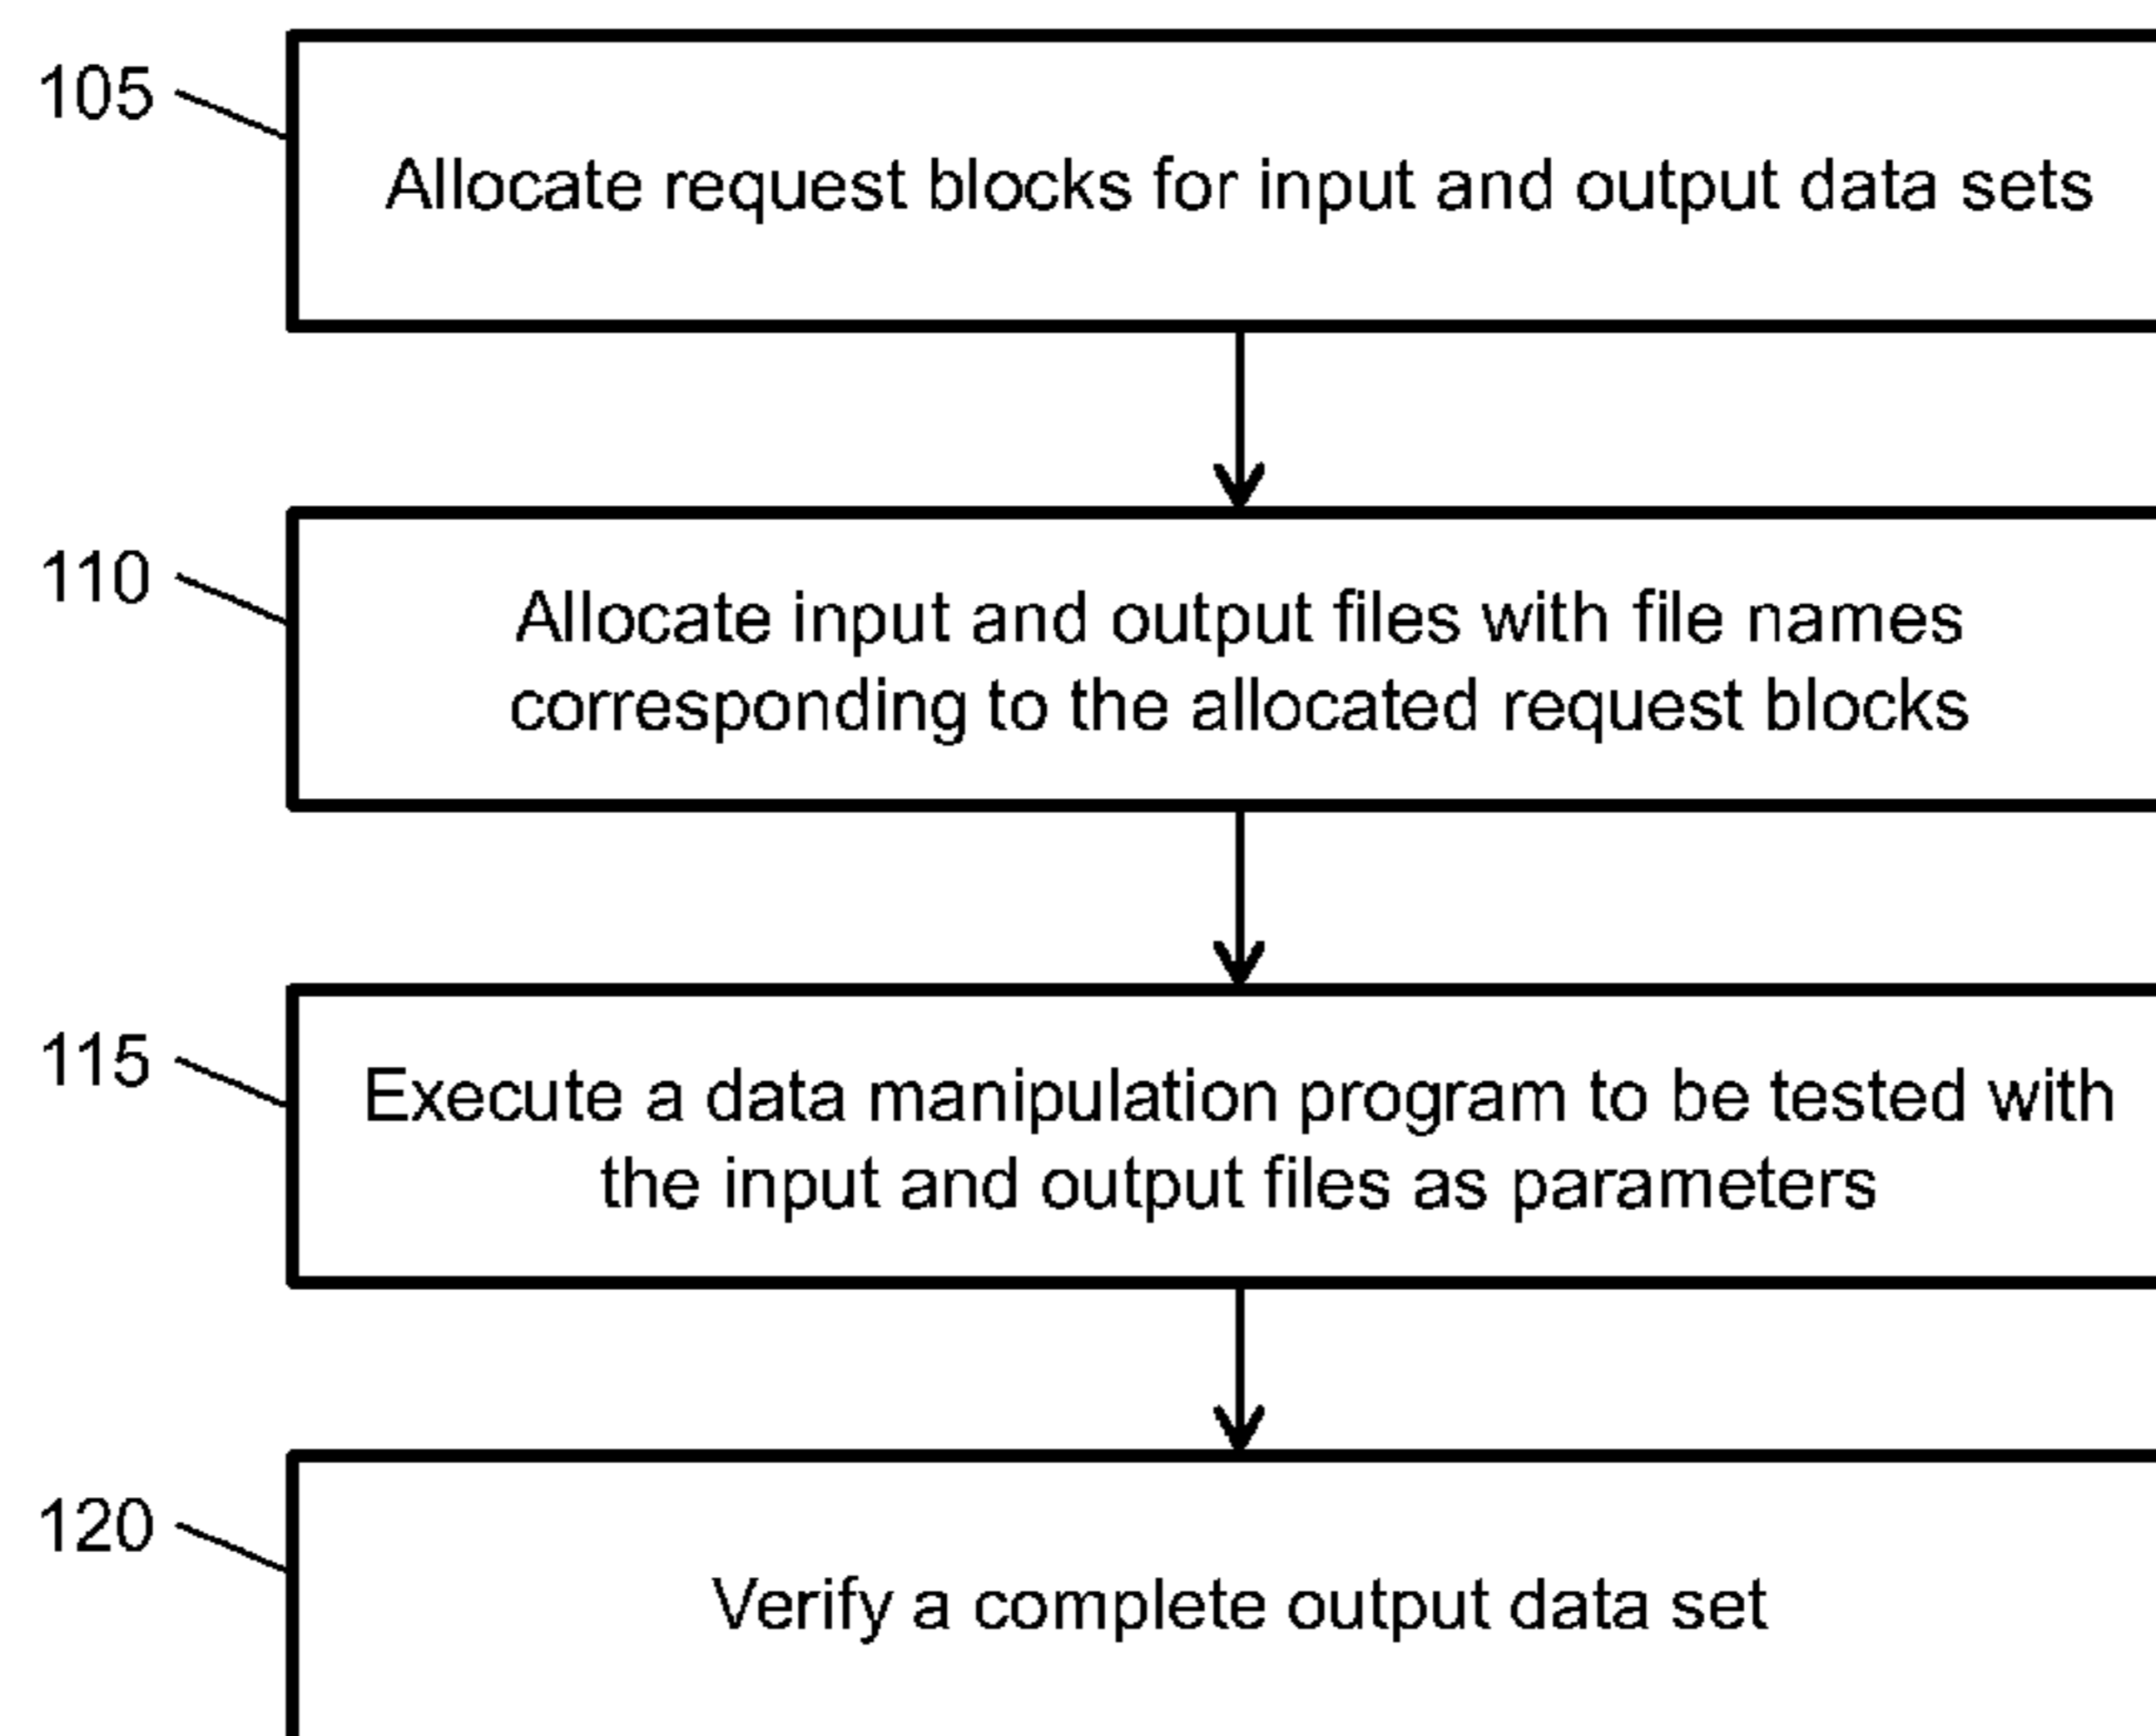 105
Allocate request blocks for input and output data sets
110
Allocate input and output files with file names
corresponding to the allocated request blocks
115
Execute a data manipulation program to be tested with
the input and output files as parameters
120
Verify a complete output data set